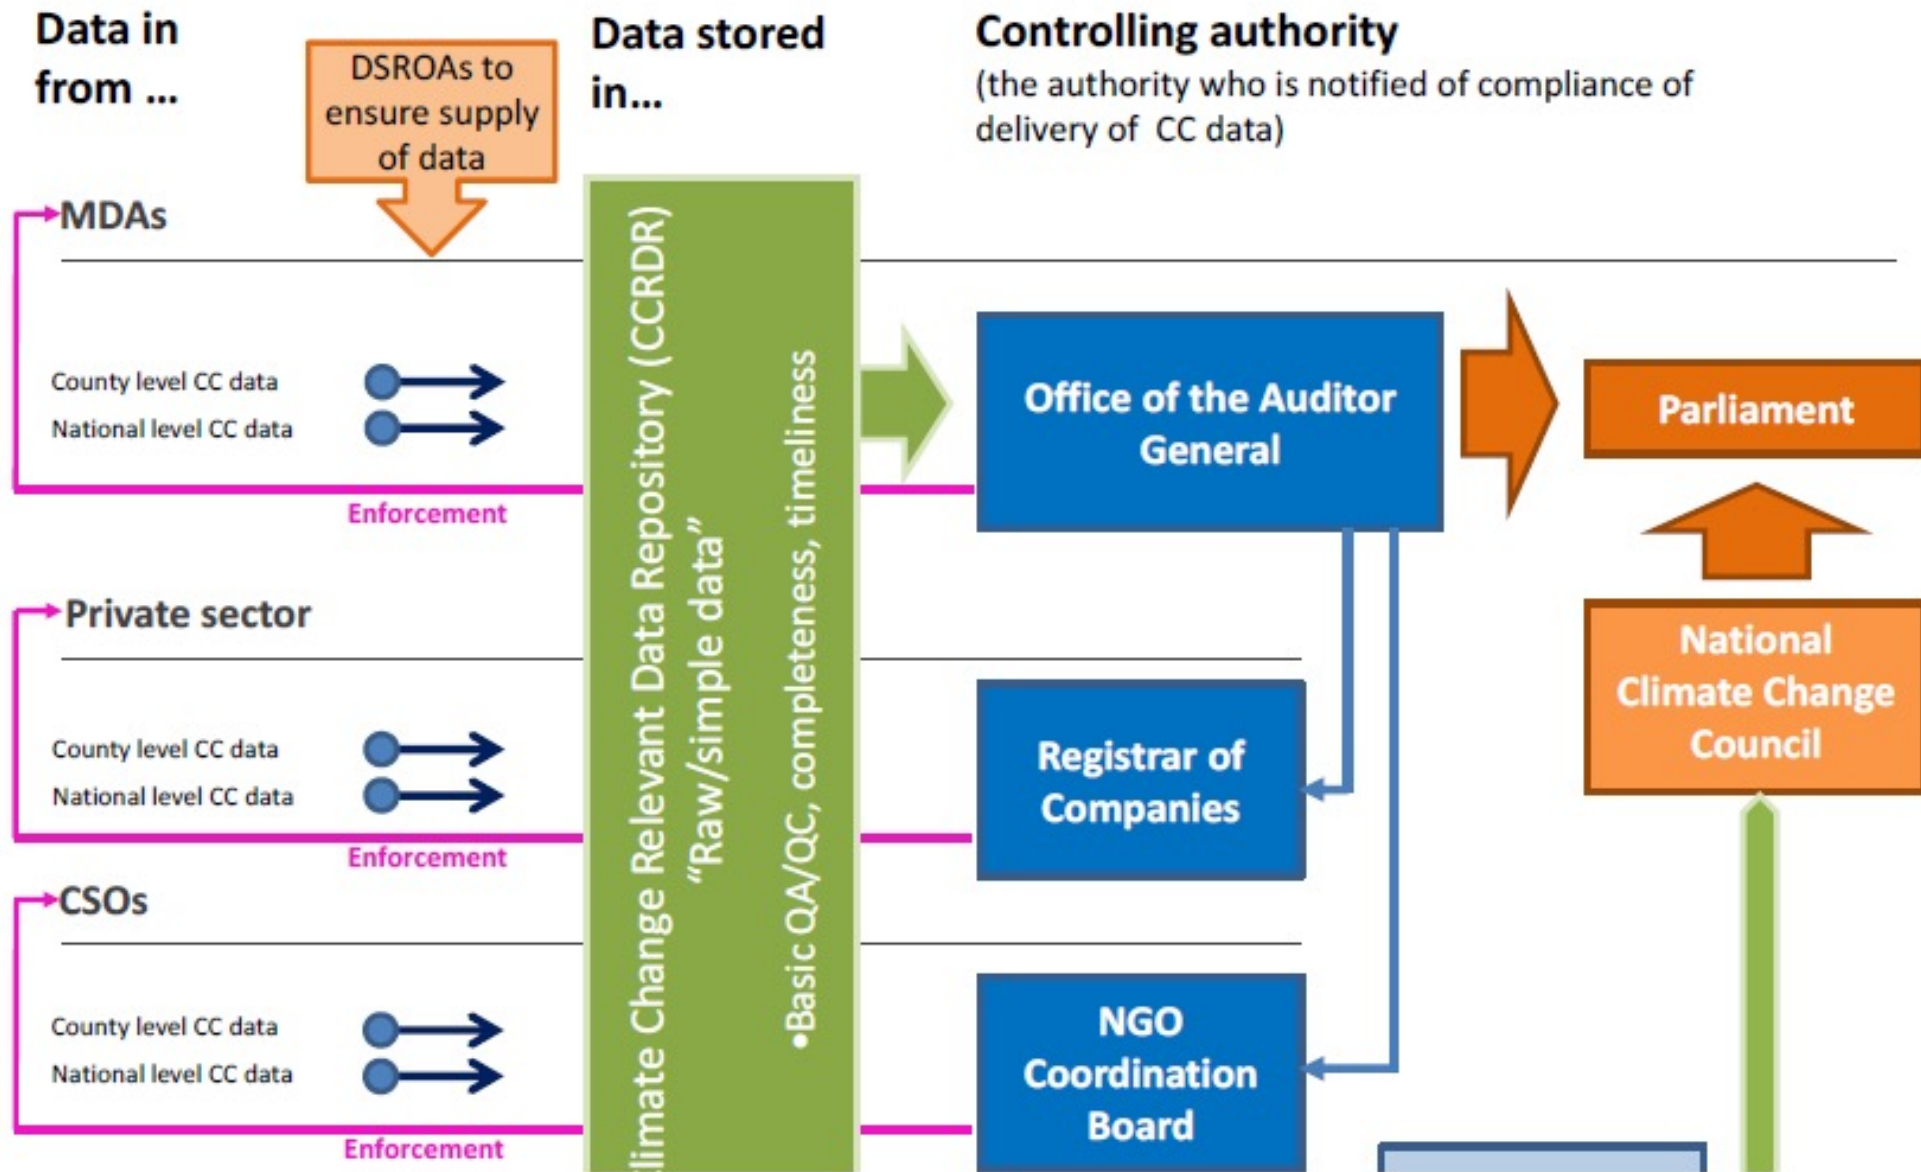 Data in
from ...
DSROAs to
ensure supply
of data
Data stored
in...
Controlling authority
(the authority who is notified of compliance of
delivery of CC data)
MDAs
County level CC data
National level CC data
Enforcement
Private sector
County level CC data
National level CC data
Enforcement
CSOs
County level CC data
National level CC data
Enforcement
limate Change Relevant Data Repository (CCRDR)
“Raw/simple data”
•Basic QA/QC, completeness, timeliness
Office of the Auditor
General
Parliament
Registrar of
Companies
National
Climate Change
Council
NGO
Coordination
Board